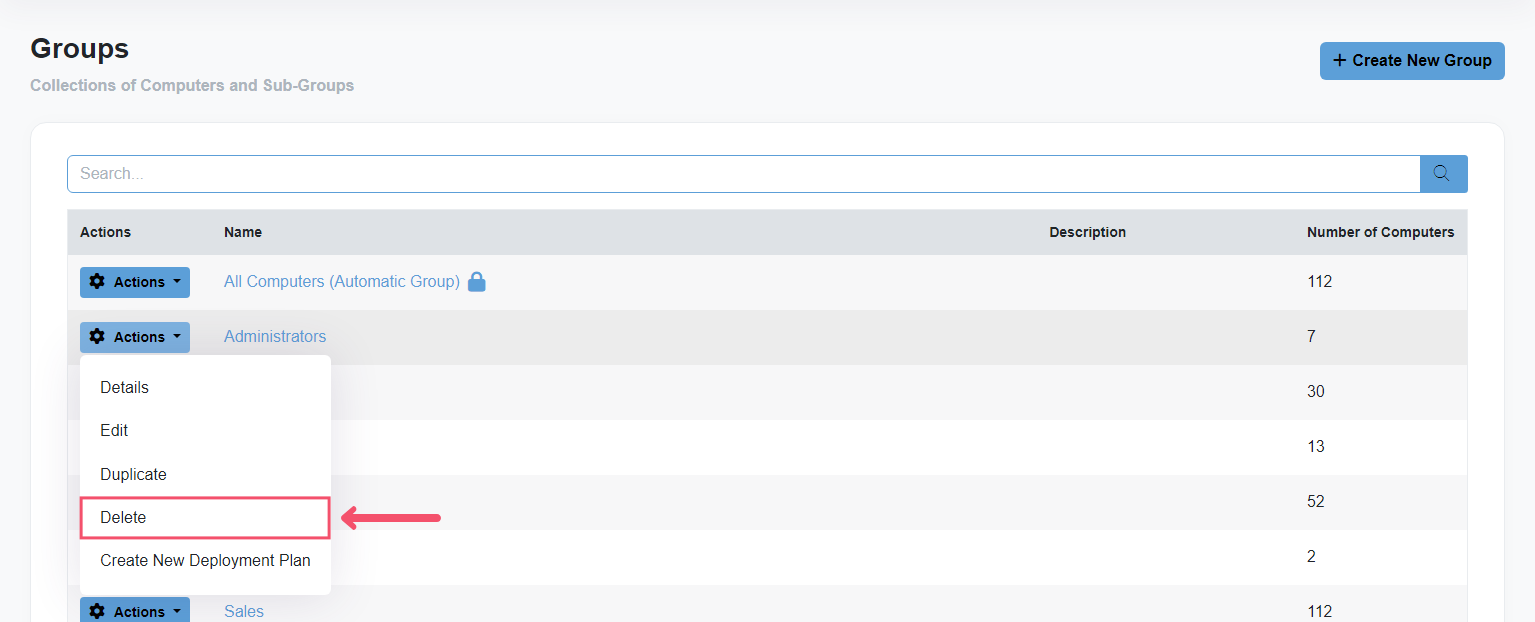 Groups
Collections of Computers and Sub-Groups
+ Create New Group
Search...
Actions Name Description Number of Computers
Actions All Computers (Automatic Group) 112
Actions Administrators 7
Details
30
Edit
13
Duplicate
52
Delete
2
Create New Deployment Plan
Actions Sales 112